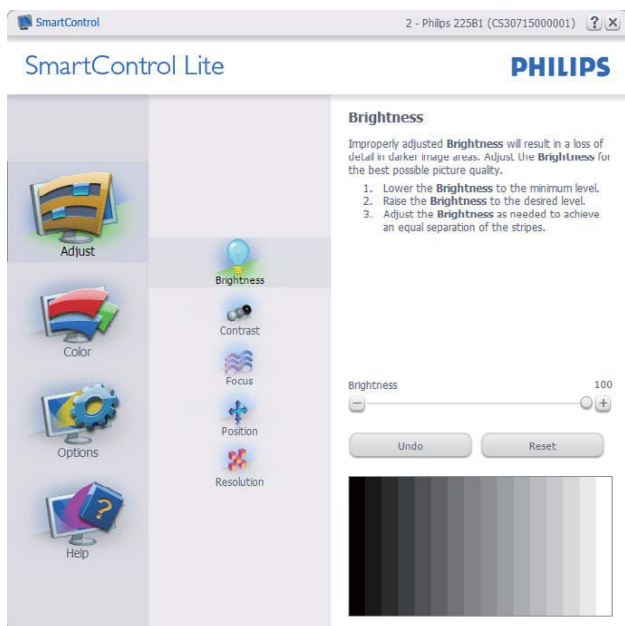 SmartControl
2 - Philips 225B1 (CS30715000001)
?
SmartControl Lite
PHILIPS
Adjust
Color
Options
?
Help
Brightness
Contrast
Focus
Position
Resolution
Brightness
Improperly adjusted Brightness will result in a loss of
detail in darker image areas. Adjust the Brightness for
the best possible picture quality.
1. Lower the Brightness to the minimum level.
2. Raise the Brightness to the desired level.
3. Adjust the Brightness as needed to achieve
an equal separation of the stripes.
Brightness 100
Undo Reset